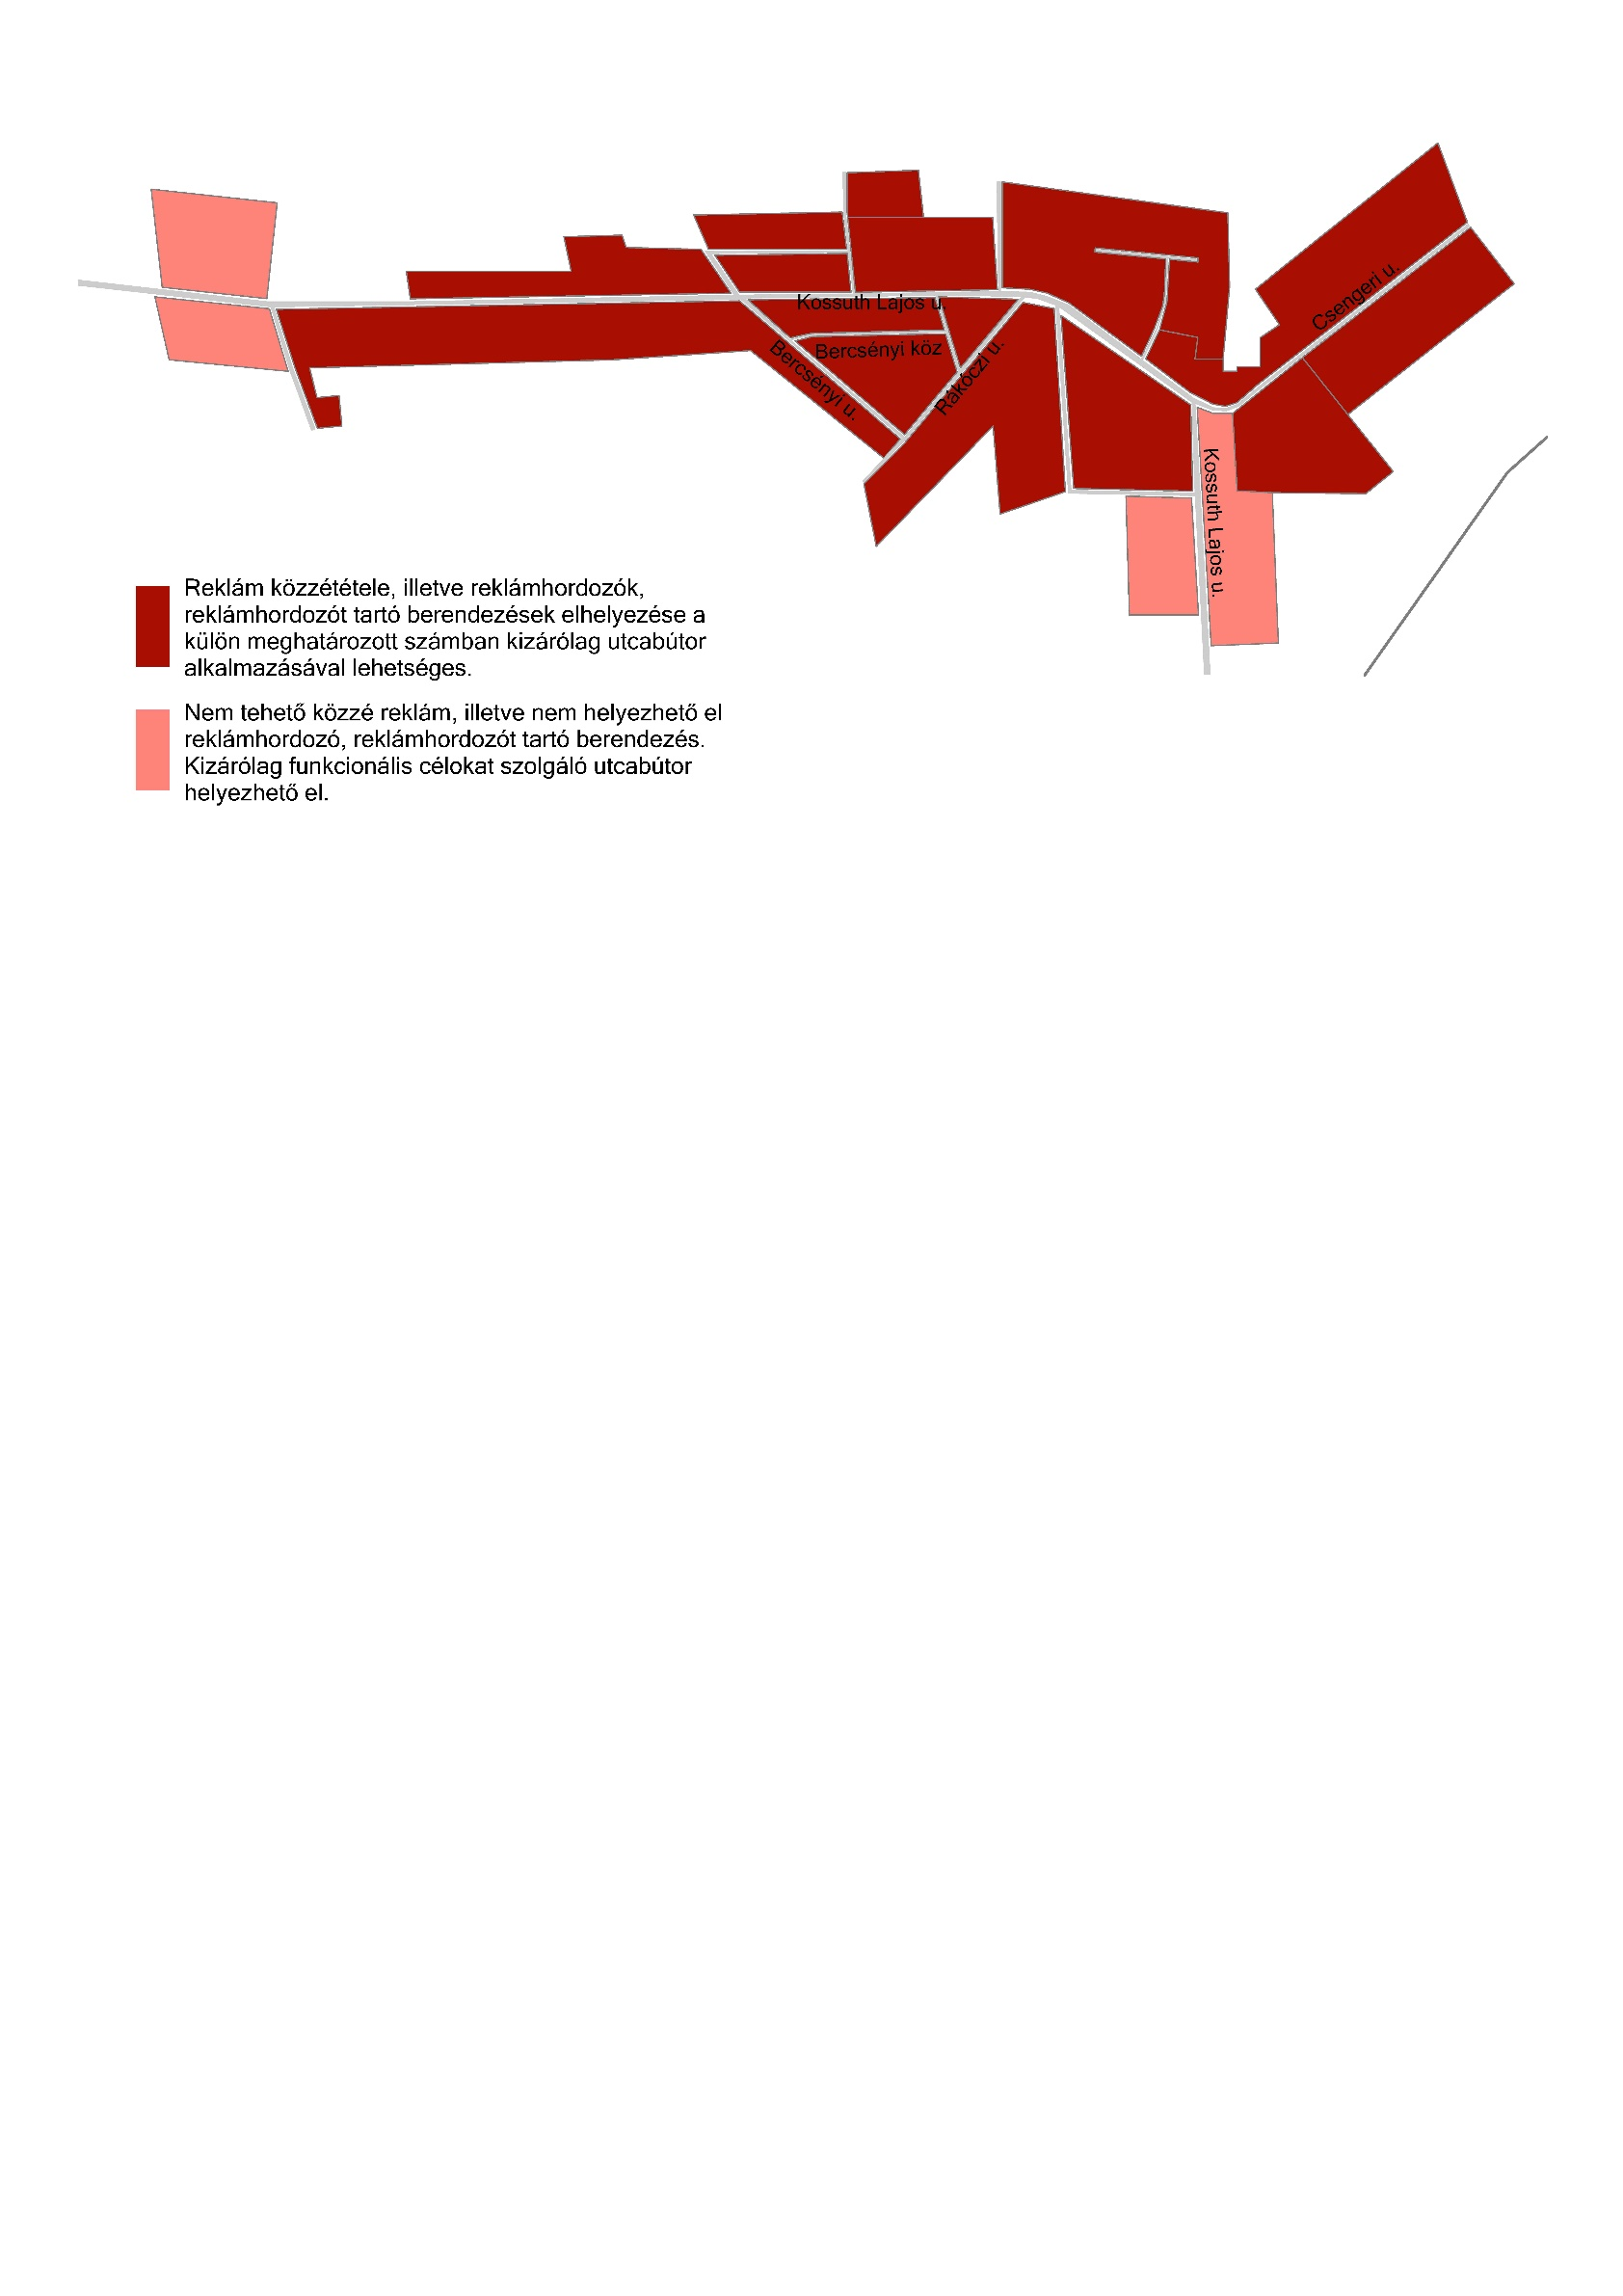 Csengeri u.
Kossuth Lajos u.
Bercsényi köz
Bercsényi u.
Rákóczi u.
Kossuth Lajos u.
Reklám közzététele, illetve reklámhordozók,
reklámhordozót tartó berendezések elhelyezése a
külön meghatározott számban kizárólag utcabútor
alkalmazásával lehetséges.
Nem tehető közzé reklám, illetve nem helyezhető el
reklámhordozó, reklámhordozót tartó berendezés.
Kizárólag funkcionális célokat szolgáló utcabútor
helyezhető el.